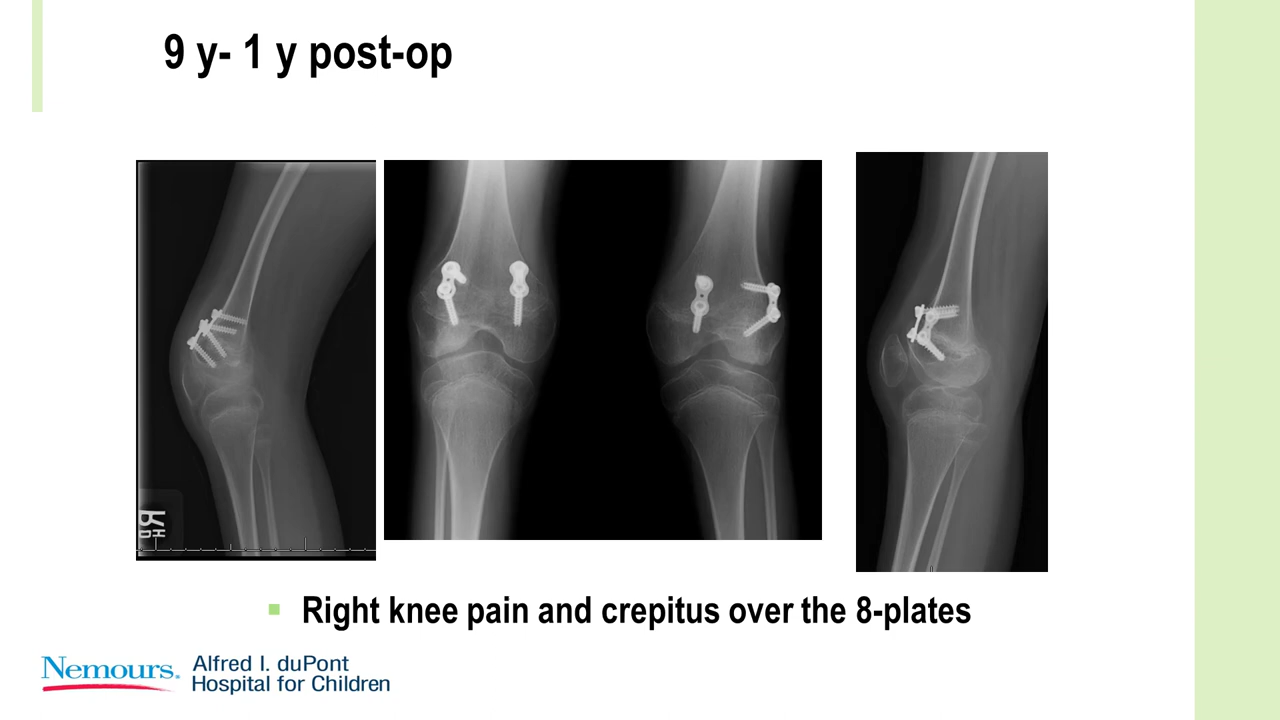 9 y- 1 y post-op
R
HD
Right knee pain and crepitus over the 8-plates
Nemours. Alfred I. duPont
Hospital for Children